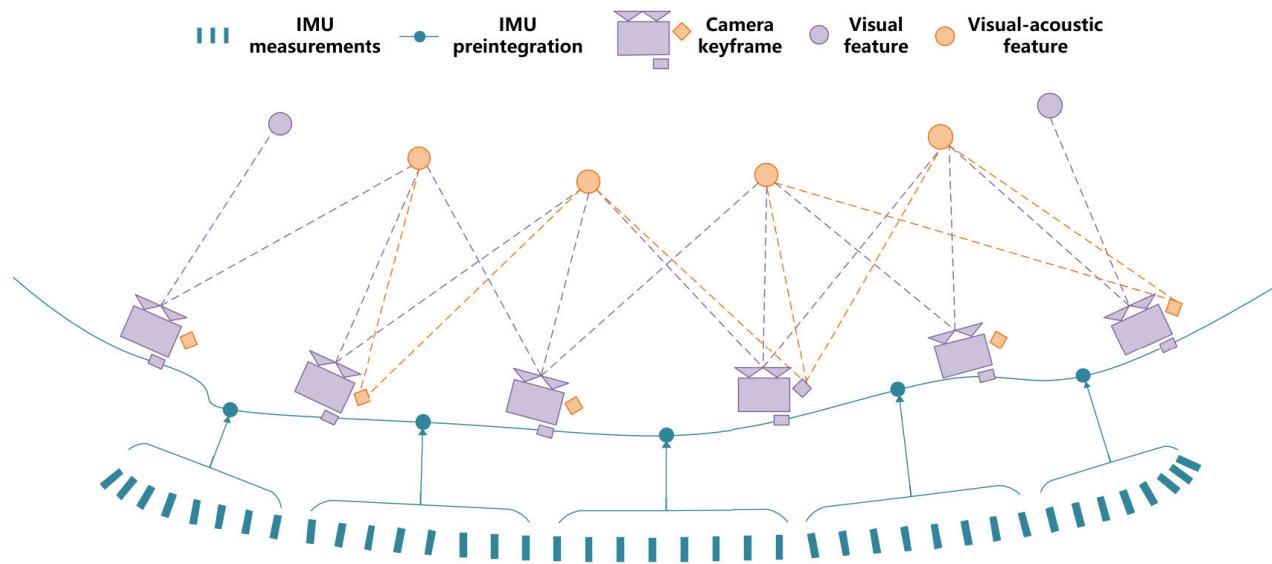 IMU
measurements
IMU
preintegration
Camera
keyframe
Visual
feature
Visual-acoustic
feature